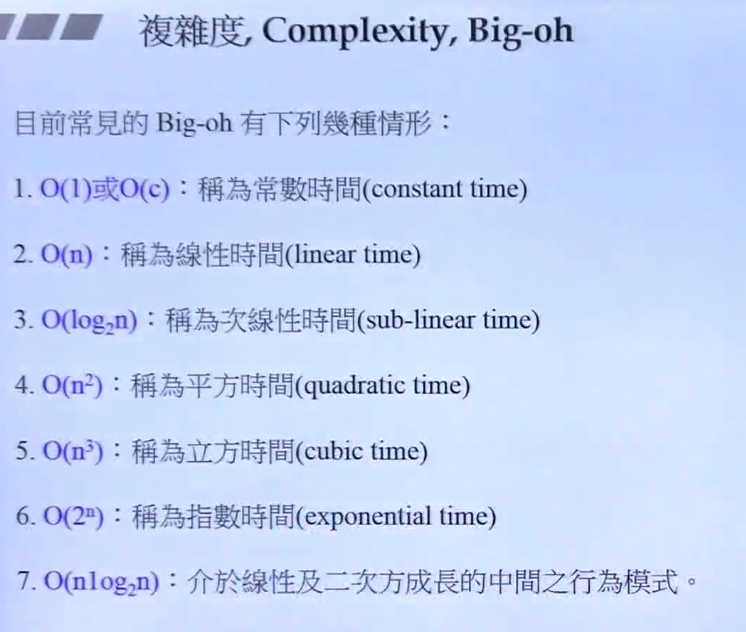 複雜度, Complexity, Big-oh
目前常見的 Big-oh 有下列幾種情形：
1. O(1)或O(c)：稱為常數時間(constant time)
2. O(n)：稱為線性時間(linear time)
3. O(log₂n)：稱為次線性時間(sub-linear time)
4. O(n²)：稱為平方時間(quadratic time)
5. O(n³)：稱為立方時間(cubic time)
6. O(2ⁿ)：稱為指數時間(exponential time)
7. O(nlog₂n)：介於線性及二次方成長的中間之行為模式。